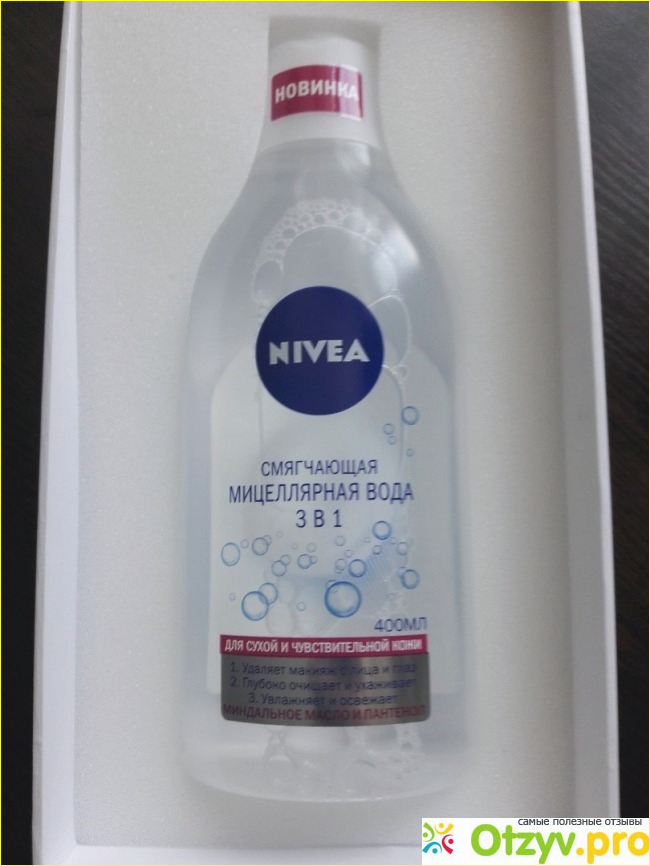 НОВИНКА
NIVEA
СМЯГЧАЮЩАЯ
МИЦЕЛЛЯРНАЯ ВОДА
3 В 1
400МЛ
ДЛЯ СУХОЙ И ЧУВСТВИТЕЛЬНОЙ КОЖИ
1. Удаляет макияж с лица и глаз
2. Глубоко очищает и ухаживает
3. Увлажняет и освежает
МИНДАЛЬНОЕ МАСЛО И ПАНТЕНОЛ
самые полезные отзывы
Otzyv.pro